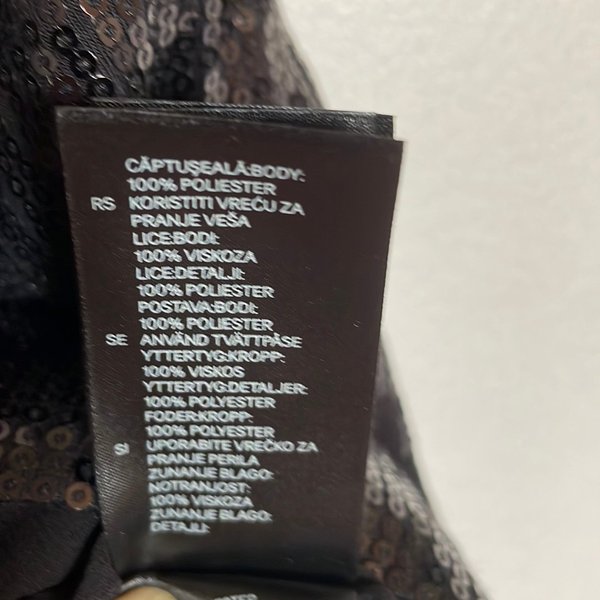 CĂPTUŞEALĂ:BODY:
100% POLIESTER
RS KORISTITI VREĆU ZA
PRANJE VEŠA
LICE:BODI:
100% VISKOZA
LICE:DETALJI:
100% POLIESTER
POSTAVA:BODI:
100% POLIESTER
SE ANVÄND TVÄTTPÅSE
YTTERTYG:KROPP:
100% VISKOS
YTTERTYG:DETALJER:
100% POLYESTER
FODER:KROPP:
100% POLYESTER
SI UPORABITE VREČKO ZA
PRANJE PERILA
ZUNANJE BLAGO:
NOTRANJOST:
100% VISKOZA
ZUNANJE BLAGO:
DETAJLI: